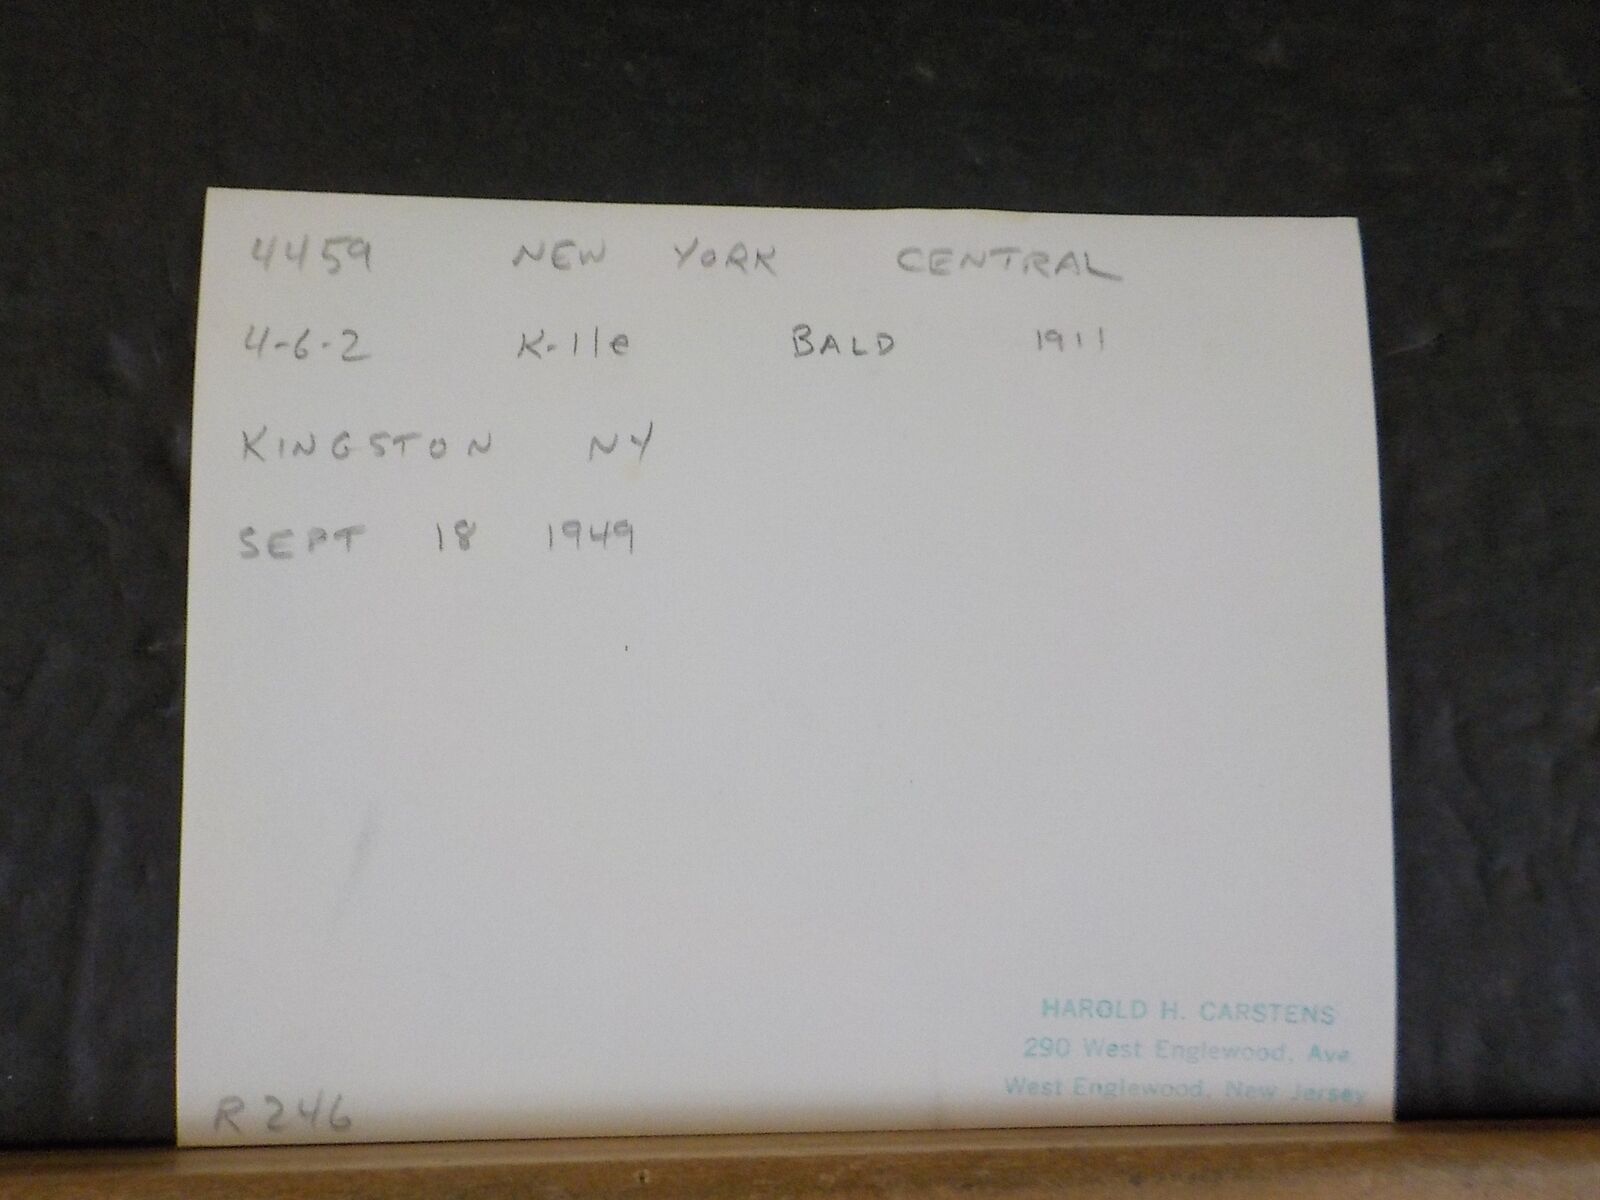 4459 NEW YORK CENTRAL
4-6-2 K-11e BALD 1911
KINGSTON NY
SEPT 18 1949
HAROLD H. CARSTENS
290 West Englewood, Ave
West Englewood, New Jersey
R246